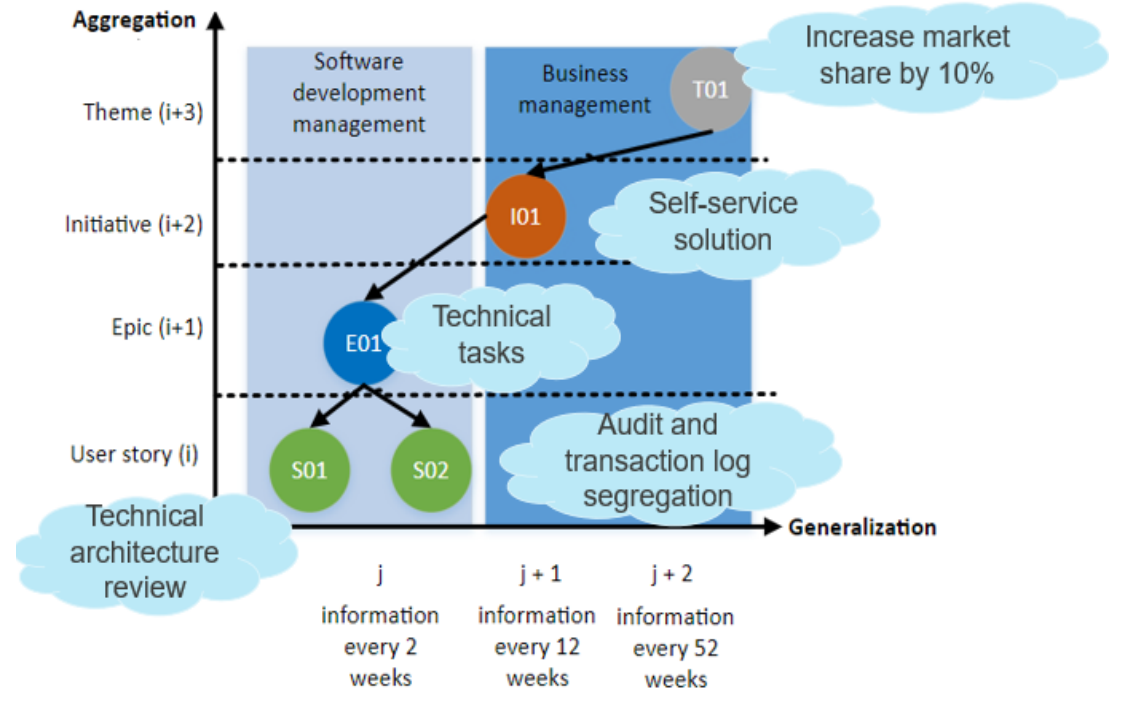 Aggregation
Software
development
management
Business
management
T01
Increase market
share by 10%
Theme (i+3)
Initiative (i+2)
I01
Self-service
solution
Epic (i+1)
E01
Technical
tasks
User story (i)
S01
S02
Audit and
transaction log
segregation
Technical
architecture
review
Generalization
j
information
every 2
weeks
j + 1
information
every 12
weeks
j + 2
information
every 52
weeks